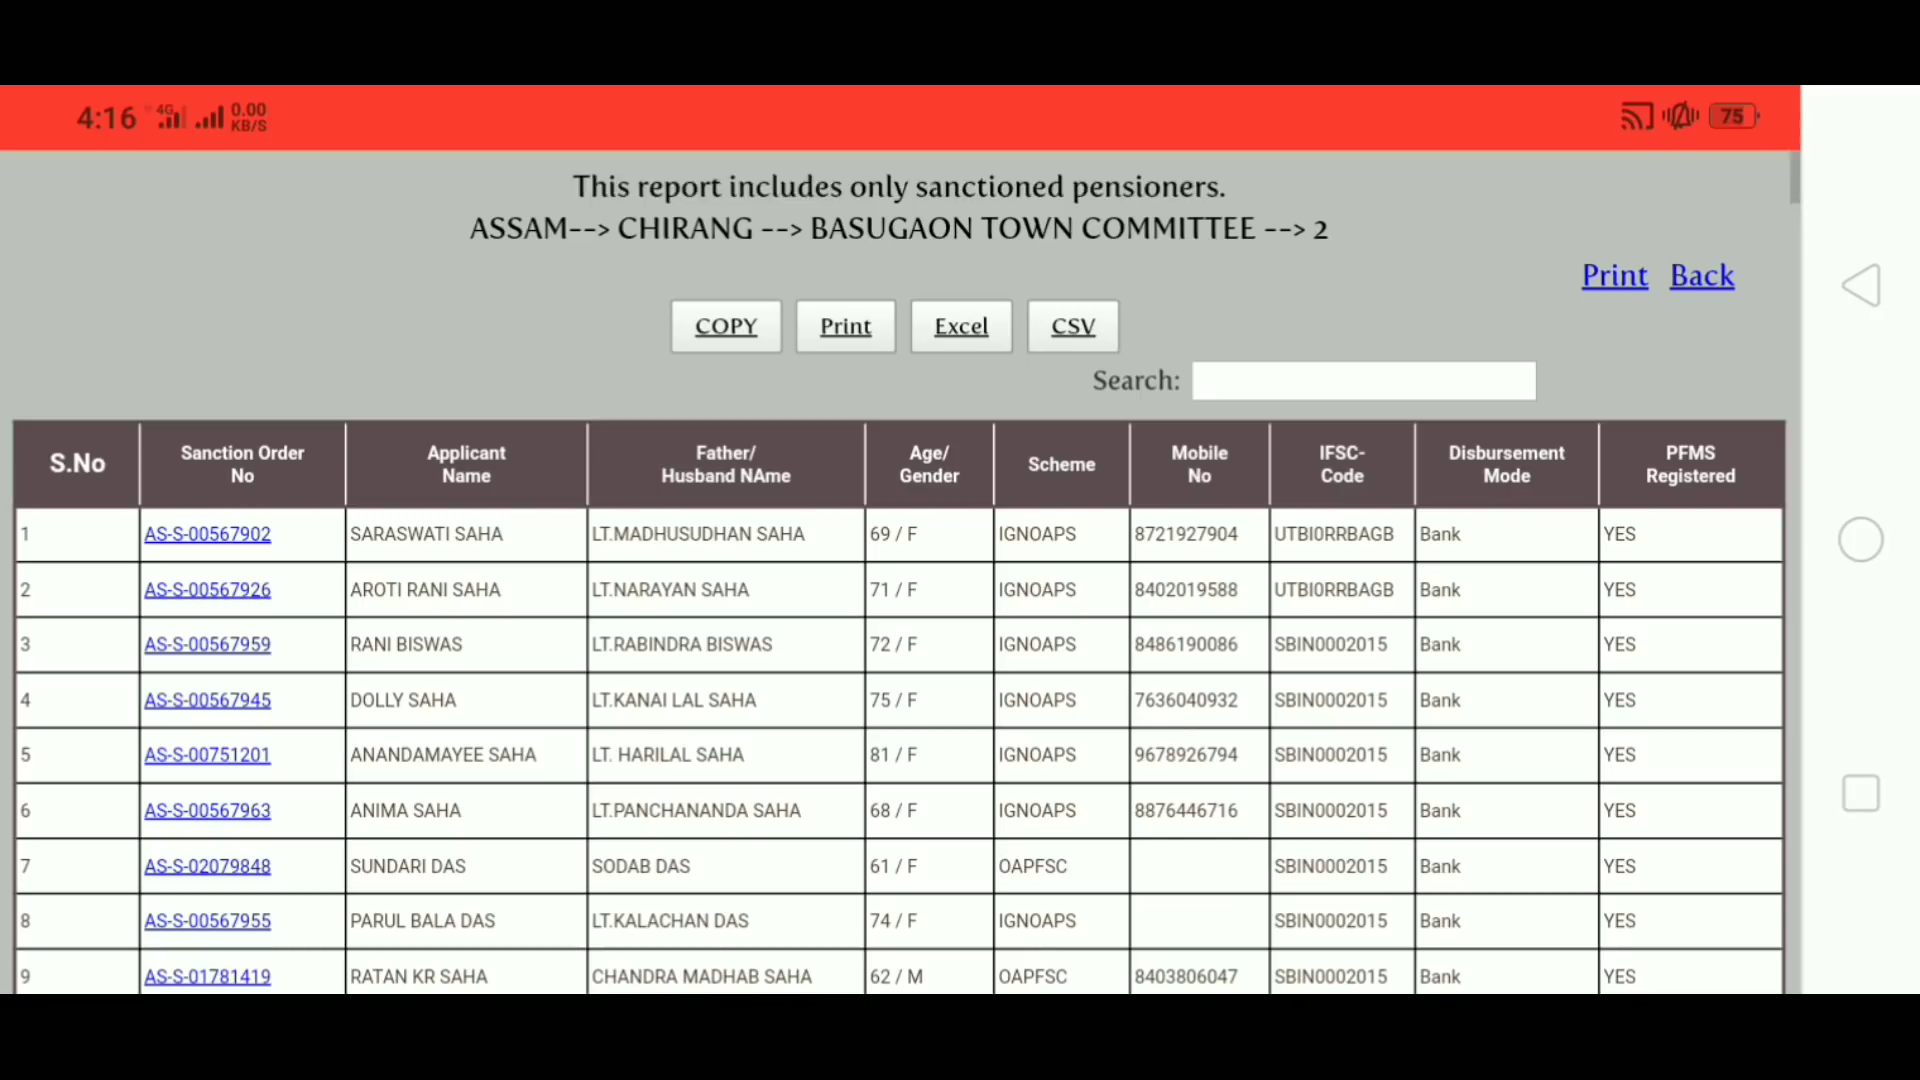 4:16 4G 0.00 KB/S 75
This report includes only sanctioned pensioners.
ASSAM--> CHIRANG --> BASUGAON TOWN COMMITTEE --> 2
Print Back
COPY Print Excel CSV
Search:
S.No Sanction Order No Applicant Name Father/ Husband NAme Age/ Gender Scheme Mobile No IFSC- Code Disbursement Mode PFMS Registered
1 AS-S-00567902 SARASWATI SAHA LT.MADHUSUDHAN SAHA 69 / F IGNOAPS 8721927904 UTBI0RRBAGB Bank YES
2 AS-S-00567926 AROTI RANI SAHA LT.NARAYAN SAHA 71 / F IGNOAPS 8402019588 UTBI0RRBAGB Bank YES
3 AS-S-00567959 RANI BISWAS LT.RABINDRA BISWAS 72 / F IGNOAPS 8486190086 SBIN0002015 Bank YES
4 AS-S-00567945 DOLLY SAHA LT.KANAI LAL SAHA 75 / F IGNOAPS 7636040932 SBIN0002015 Bank YES
5 AS-S-00751201 ANANDAMAYEE SAHA LT. HARILAL SAHA 81 / F IGNOAPS 9678926794 SBIN0002015 Bank YES
6 AS-S-00567963 ANIMA SAHA LT.PANCHANANDA SAHA 68 / F IGNOAPS 8876446716 SBIN0002015 Bank YES
7 AS-S-02079848 SUNDARI DAS SODAB DAS 61 / F OAPFSC SBIN0002015 Bank YES
8 AS-S-00567955 PARUL BALA DAS LT.KALACHAN DAS 74 / F IGNOAPS SBIN0002015 Bank YES
9 AS-S-01781419 RATAN KR SAHA CHANDRA MADHAB SAHA 62 / M OAPFSC 8403806047 SBIN0002015 Bank YES